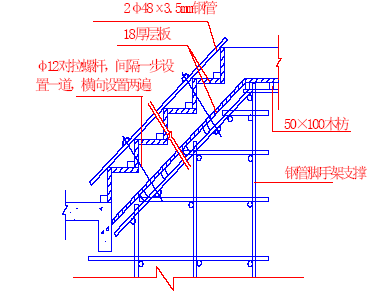 2Φ48×3.5mm钢管
18厚层板
Φ12对拉螺杆，间隔一步设
置一道，横向设置两遍
50×100木枋
钢管脚手架支撑